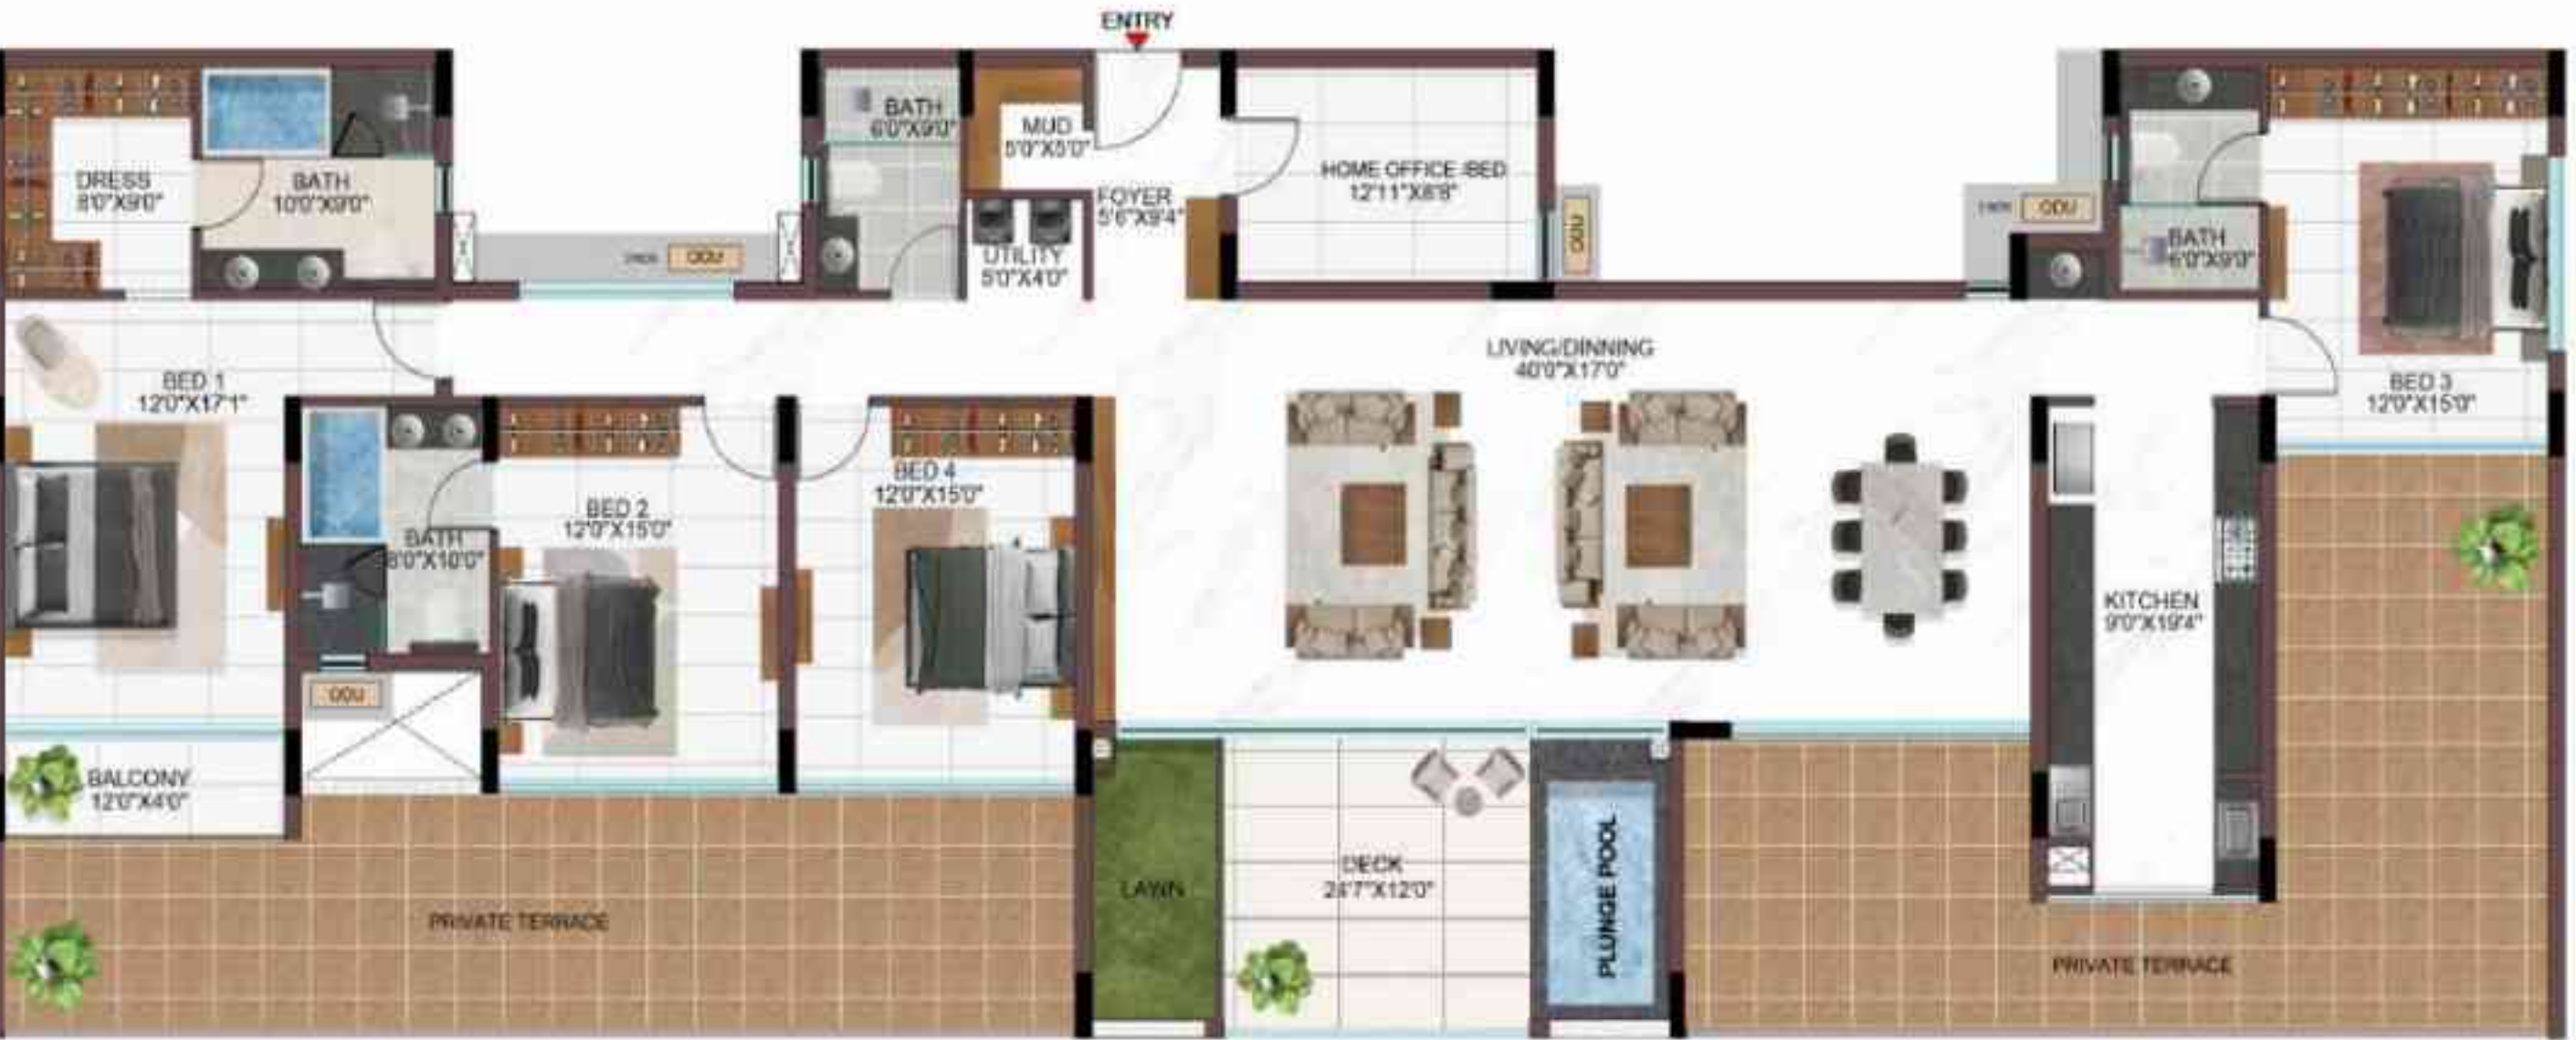 ENTRY
BATH
6'0"X9'0"
MUD
5'0"X5'0"
HOME OFFICE /BED
12'11"X8'8"
DRESS
8'0"X9'0"
BATH
10'0"X9'0"
FOYER
5'6"X9'4"
ODU
ODU
ODU
UTILITY
5'0"X4'0"
BATH
6'0"X9'0"
LIVING/DINNING
40'0"X17'0"
BED 1
12'0"X17'1"
BED 3
12'0"X15'0"
BED 4
12'0"X15'0"
BED 2
12'0"X15'0"
BATH
8'0"X10'0"
KITCHEN
9'0"X19'4"
ODU
BALCONY
12'0"X4'0"
DECK
24'7"X12'0"
LAWN
PLUNGE POOL
PRIVATE TERRACE
PRIVATE TERRACE